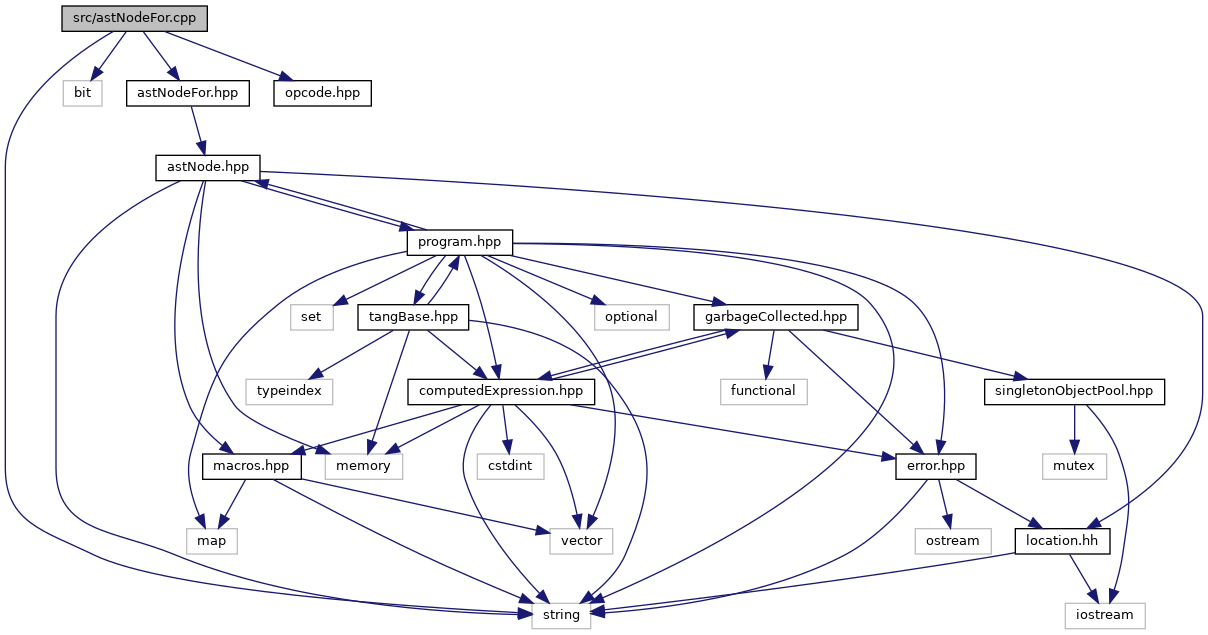 src/astNodeFor.cpp
bit
astNodeFor.hpp
opcode.hpp
astNode.hpp
program.hpp
set
tangBase.hpp
optional
garbageCollected.hpp
typeindex
computedExpression.hpp
functional
singletonObjectPool.hpp
macros.hpp
memory
cstdint
error.hpp
mutex
map
vector
ostream
location.hh
string
iostream